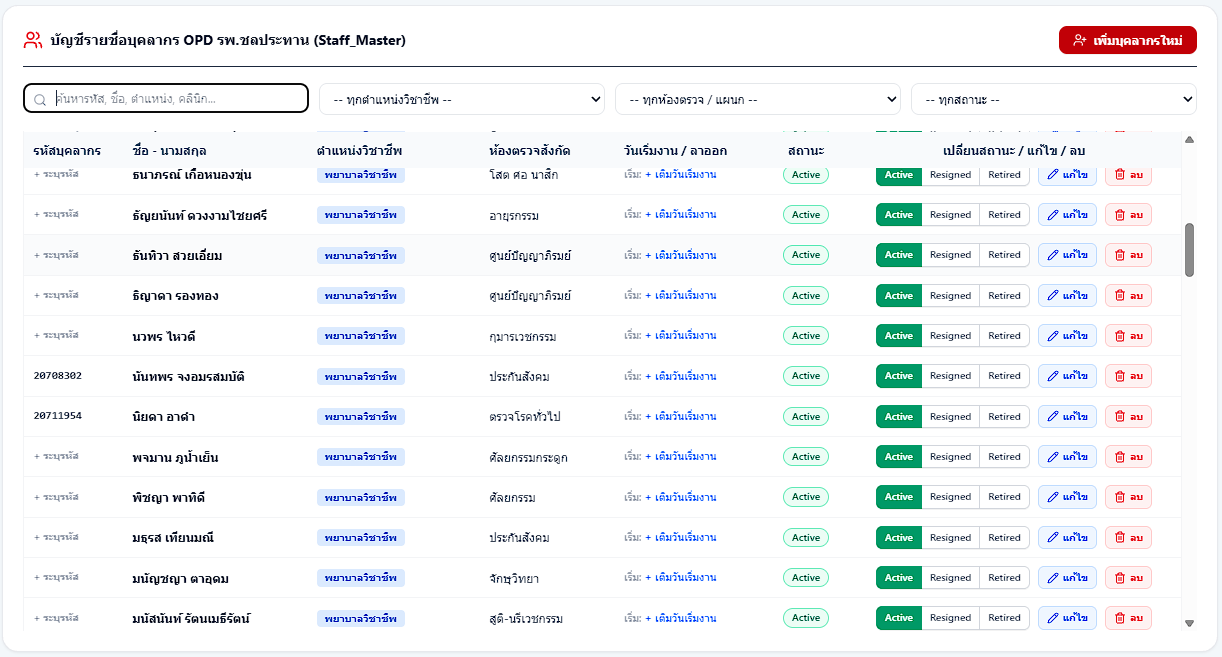 บัญชีรายชื่อบุคลากร OPD รพ.ชลประทาน (Staff_Master)
เพิ่มบุคลากรใหม่
ค้นหารหัส, ชื่อ, ตำแหน่ง, คลินิก...
-- ทุกตำแหน่งวิชาชีพ --
-- ทุกห้องตรวจ / แผนก --
-- ทุกสถานะ --
รหัสบุคลากร ชื่อ - นามสกุล ตำแหน่งวิชาชีพ ห้องตรวจสังกัด วันเริ่มงาน / ลาออก สถานะ เปลี่ยนสถานะ / แก้ไข / ลบ
+ ระบุรหัส ธนาภรณ์ เกื้อหนองขุ่น พยาบาลวิชาชีพ โสต ศอ นาสิก เริ่ม: + เติมวันเริ่มงาน Active Active Resigned Retired แก้ไข ลบ
+ ระบุรหัส ธัญยนันท์ ดวงงามไชยศรี พยาบาลวิชาชีพ อายุรกรรม เริ่ม: + เติมวันเริ่มงาน Active Active Resigned Retired แก้ไข ลบ
+ ระบุรหัส ธันทิวา สวยเอี่ยม พยาบาลวิชาชีพ ศูนย์ปัญญาภิรมย์ เริ่ม: + เติมวันเริ่มงาน Active Active Resigned Retired แก้ไข ลบ
+ ระบุรหัส ธิญาดา รองทอง พยาบาลวิชาชีพ ศูนย์ปัญญาภิรมย์ เริ่ม: + เติมวันเริ่มงาน Active Active Resigned Retired แก้ไข ลบ
+ ระบุรหัส นวพร ไหวดี พยาบาลวิชาชีพ กุมารเวชกรรม เริ่ม: + เติมวันเริ่มงาน Active Active Resigned Retired แก้ไข ลบ
20708302 นันทพร จงอมรสมบัติ พยาบาลวิชาชีพ ประกันสังคม เริ่ม: + เติมวันเริ่มงาน Active Active Resigned Retired แก้ไข ลบ
20711954 นิยดา อาดำ พยาบาลวิชาชีพ ตรวจโรคทั่วไป เริ่ม: + เติมวันเริ่มงาน Active Active Resigned Retired แก้ไข ลบ
+ ระบุรหัส พจมาน ภูน้ำเย็น พยาบาลวิชาชีพ ศัลยกรรมกระดูก เริ่ม: + เติมวันเริ่มงาน Active Active Resigned Retired แก้ไข ลบ
+ ระบุรหัส พิชญา พาทิดี พยาบาลวิชาชีพ ศัลยกรรม เริ่ม: + เติมวันเริ่มงาน Active Active Resigned Retired แก้ไข ลบ
+ ระบุรหัส มธุรส เทียนมณี พยาบาลวิชาชีพ ประกันสังคม เริ่ม: + เติมวันเริ่มงาน Active Active Resigned Retired แก้ไข ลบ
+ ระบุรหัส มนัญชญา ตาอุดม พยาบาลวิชาชีพ จักษุวิทยา เริ่ม: + เติมวันเริ่มงาน Active Active Resigned Retired แก้ไข ลบ
+ ระบุรหัส มนัสนันท์ รัตนเมธีรัตน์ พยาบาลวิชาชีพ สูติ-นรีเวชกรรม เริ่ม: + เติมวันเริ่มงาน Active Active Resigned Retired แก้ไข ลบ